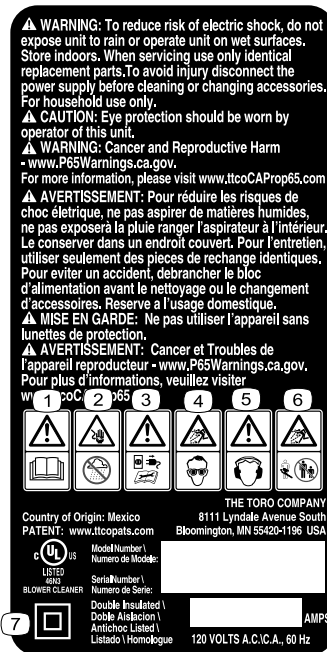 ⚠ WARNING: To reduce risk of electric shock, do not
expose unit to rain or operate unit on wet surfaces.
Store indoors. When servicing use only identical
replacement parts.To avoid injury disconnect the
power supply before cleaning or changing accessories.
For household use only.
⚠ CAUTION: Eye protection should be worn by
operator of this unit.
⚠ WARNING: Cancer and Reproductive Harm
- www.P65Warnings.ca.gov.
For more information, please visit www.ttcoCAProp65.com
⚠ AVERTISSEMENT: Pour réduire les risques de
choc életrique, ne pas aspirer de matières humides,
ne pas exposerà la pluie ranger l'aspirateur à l'intérieur.
Le conserver dans un endroit couvert. Pour l'entretien,
utiliser seulement des pieces de rechange identiques.
Pour eviter un accident, debrancher le bloc
d'alimentation avant le nettoyage ou le changement
d'accessoires. Reserve a l'usage domestique.
⚠ MISE EN GARDE: Ne pas utiliser l'appareil sans
lunettes de protection.
⚠ AVERTISSEMENT: Cancer et Troubles de
l'appareil reproducteur - www.P65Warnings.ca.gov.
Pour plus d'informations, veuillez visiter
1 2 3 4 5 6
THE TORO COMPANY
Country of Origin: Mexico 8111 Lyndale Avenue South
PATENT: www.ttcopats.com Bloomington, MN 55420-1196 USA
c UL US
LISTED
46N3
BLOWER CLEANER
Model Number \
Numero de Modele:
Serial Number \
Numero de Serie:
7
Double Insulated \
Doble Aislacion \
Antichoc Listed \
Listado \ Homologue
AMPS
120 VOLTS A.C.\C.A., 60 Hz